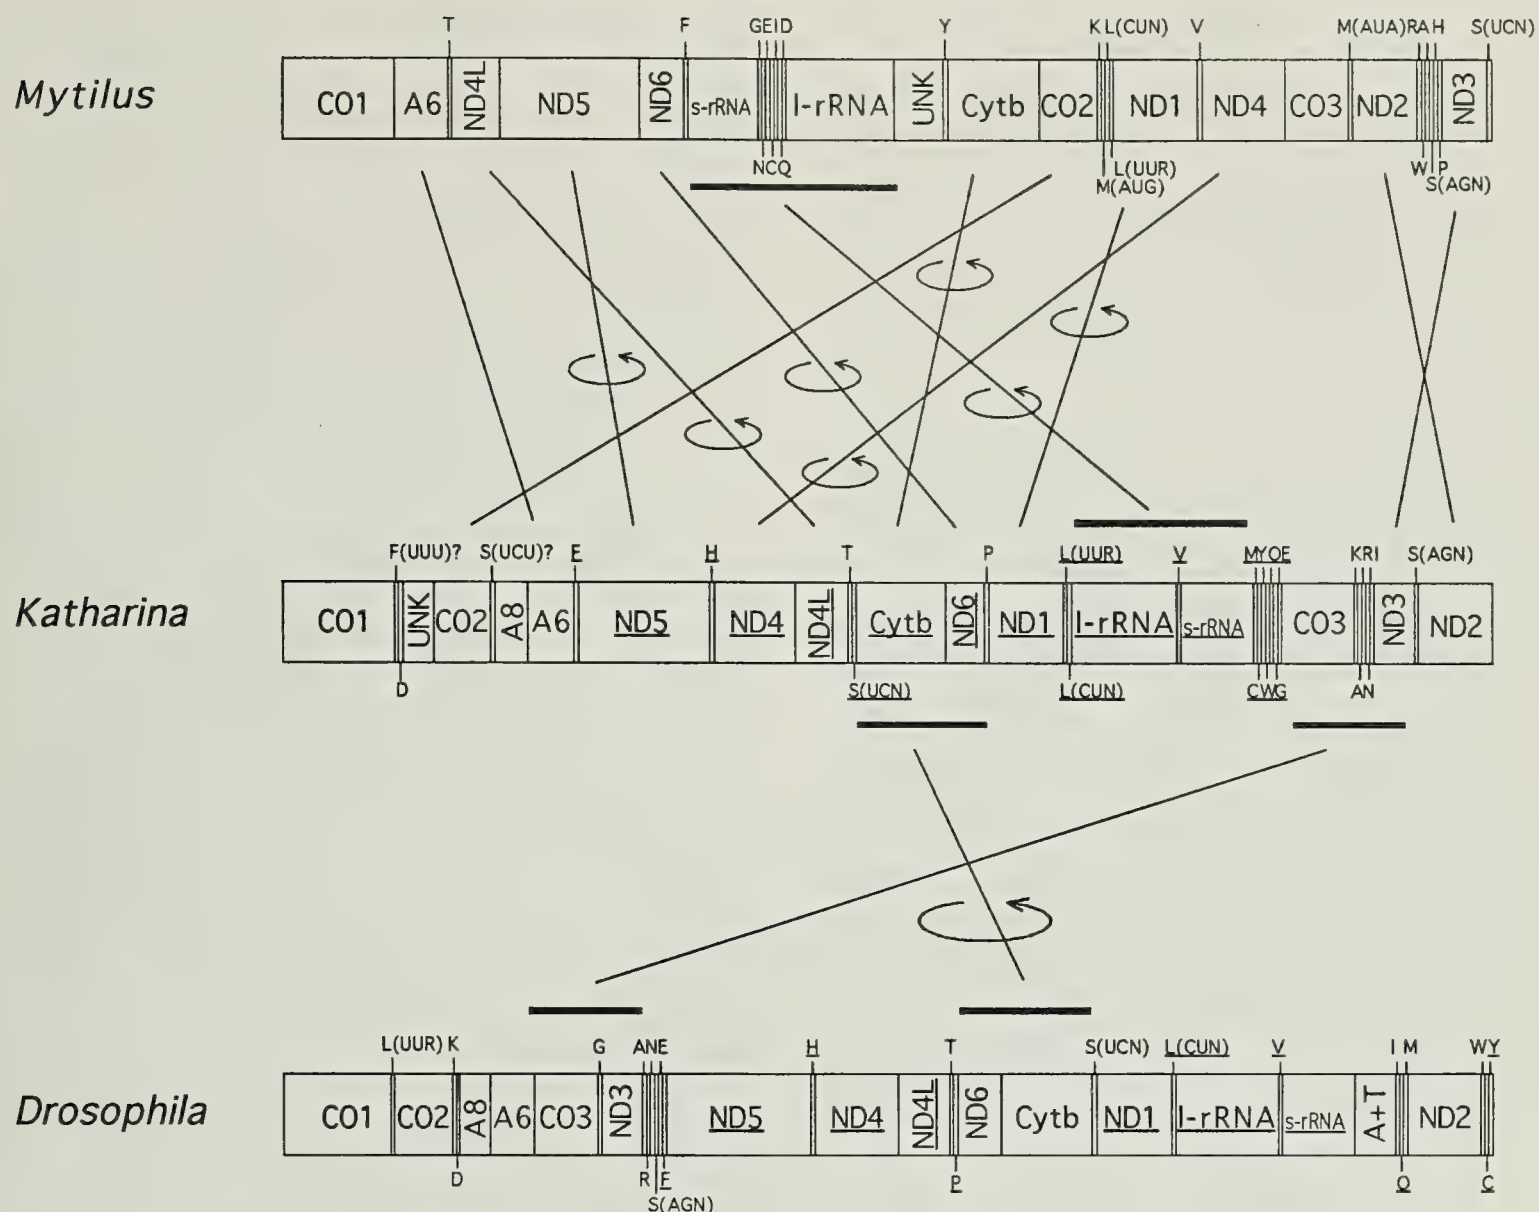 T F GEID Y K L(CUN) V M(AUA)RA H S(UCN)
Mytilus
CO1 A6 ND4L ND5 ND6 s-rRNA l-rRNA UNK Cytb CO2 ND1 ND4 CO3 ND2 ND3
NCQ L(UUR) W P
M(AUG) S(AGN)
F(UUU)? S(UCU)? F H T P L(UUR) V MYQE KRI S(AGN)
Katharina
CO1 UNK CO2 A8 A6 ND5 ND4 ND4L Cytb ND6 ND1 l-rRNA s-rRNA CO3 ND3 ND2
D S(UCN) L(CUN) CWG AN
L(UUR) K G ANE H T S(UCN) L(CUN) V I M WY
Drosophila
CO1 CO2 A8 A6 CO3 ND3 ND5 ND4 ND4L ND6 Cytb ND1 l-rRNA s-rRNA A+T ND2
D R F P Q C
S(AGN)